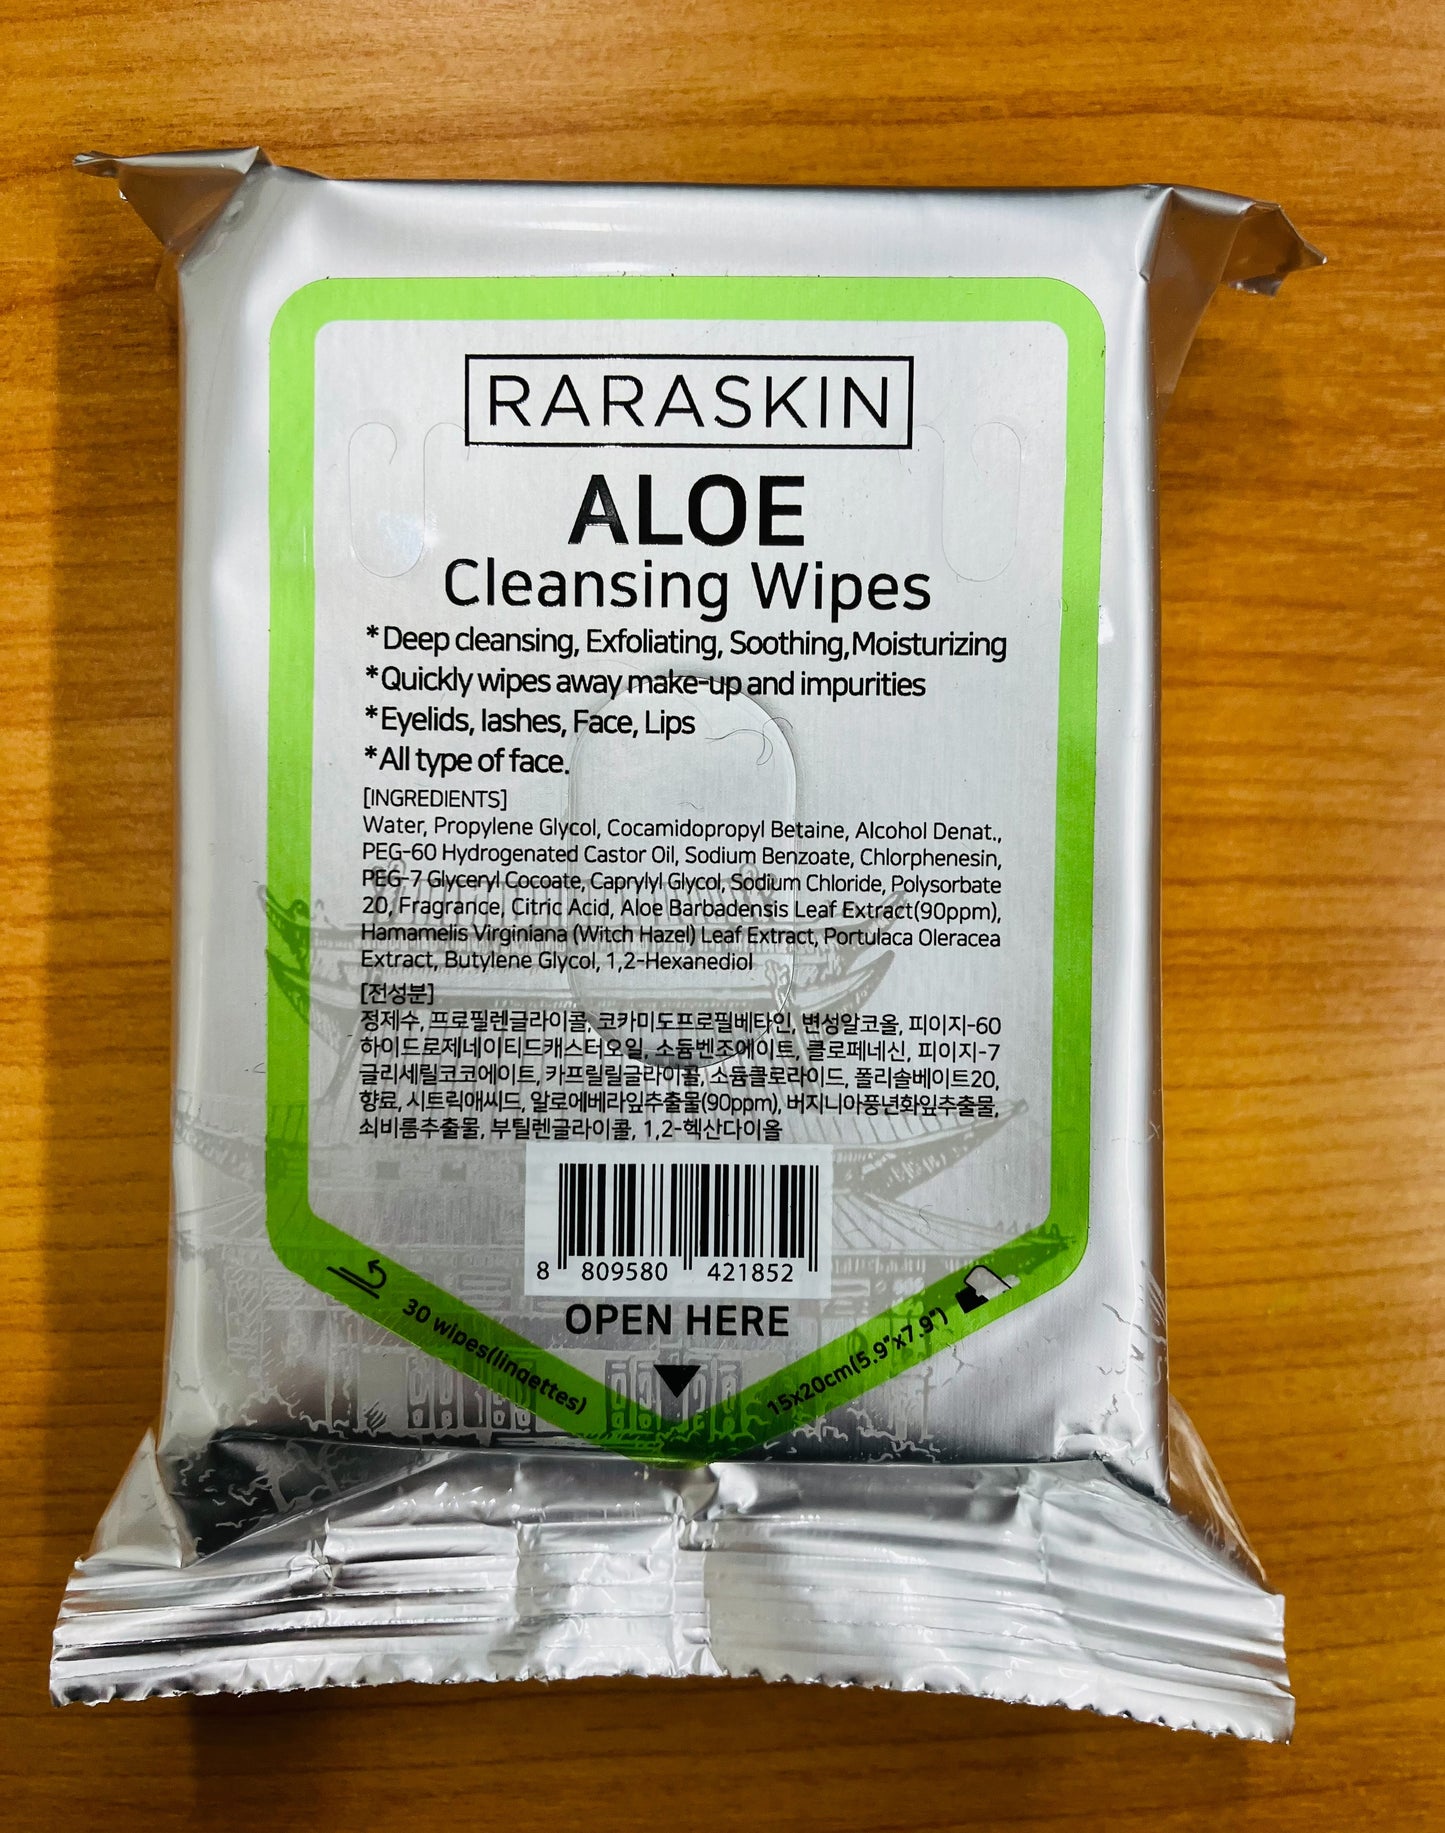 RARASKIN
ALOE
Cleansing Wipes
*Deep cleansing, Exfoliating, Soothing,Moisturizing
*Quickly wipes away make-up and impurities
*Eyelids, lashes, Face, Lips
*All type of face.
[INGREDIENTS]
Water, Propylene Glycol, Cocamidopropyl Betaine, Alcohol Denat.,
PEG-60 Hydrogenated Castor Oil, Sodium Benzoate, Chlorphenesin,
PEG-7 Glyceryl Cocoate, Caprylyl Glycol, Sodium Chloride, Polysorbate
20, Fragrance, Citric Acid, Aloe Barbadensis Leaf Extract(90ppm),
Hamamelis Virginiana (Witch Hazel) Leaf Extract, Portulaca Oleracea
Extract, Butylene Glycol, 1,2-Hexanediol
[전성분]
정제수, 프로필렌글라이콜, 코카미도프로필베타인, 변성알코올, 피이지-60
하이드로제네이티드캐스터오일, 소듐벤조에이트, 클로페네신, 피이지-7
글리세릴코코에이트, 카프릴릴글라이콜, 소듐클로라이드, 폴리솔베이트20,
향료, 시트릭애씨드, 알로에베라잎추출물(90ppm), 버지니아풍년화잎추출물,
쇠비름추출물, 부틸렌글라이콜, 1,2-헥산다이올
8 809580 421852
OPEN HERE
30 wipes(lingettes)
15x20cm(5.9"x7.9")